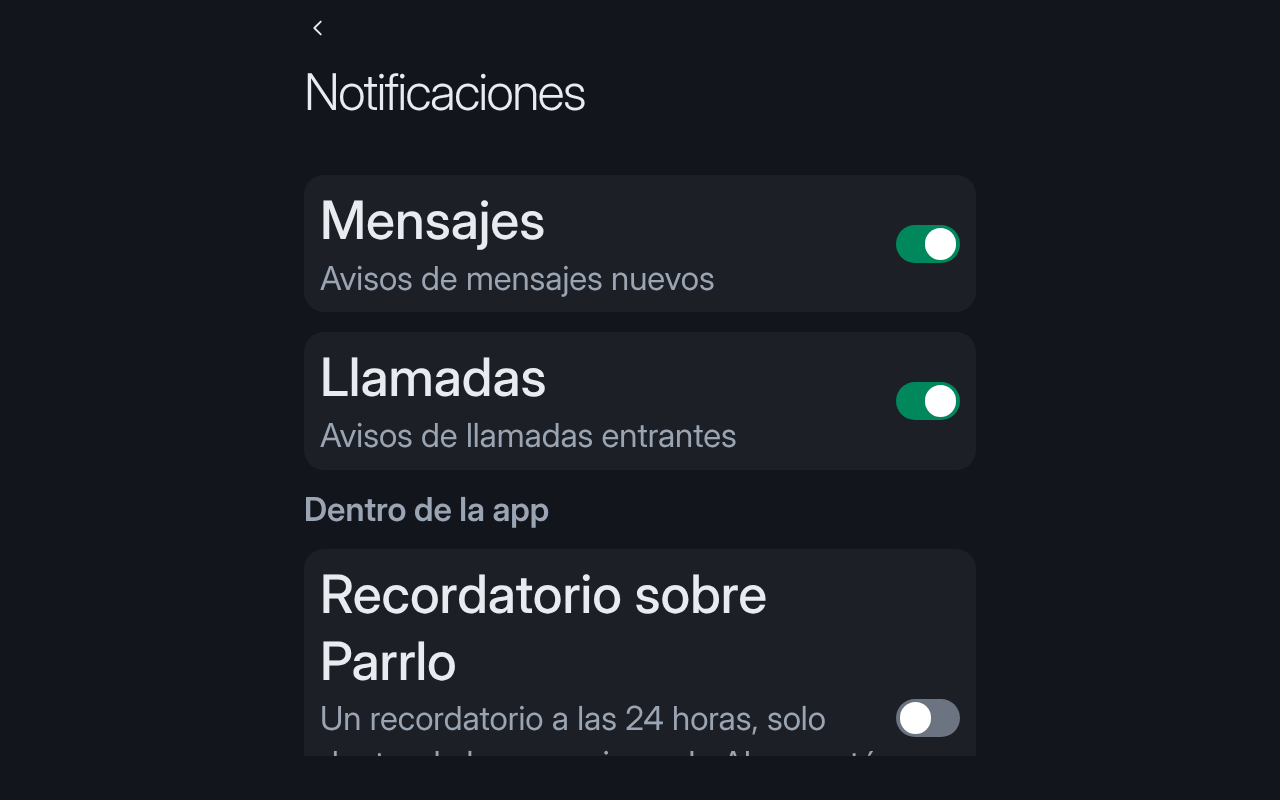 Notificaciones
Mensajes
Avisos de mensajes nuevos
Llamadas
Avisos de llamadas entrantes
Dentro de la app
Recordatorio sobre
Parrlo
Un recordatorio a las 24 horas, solo